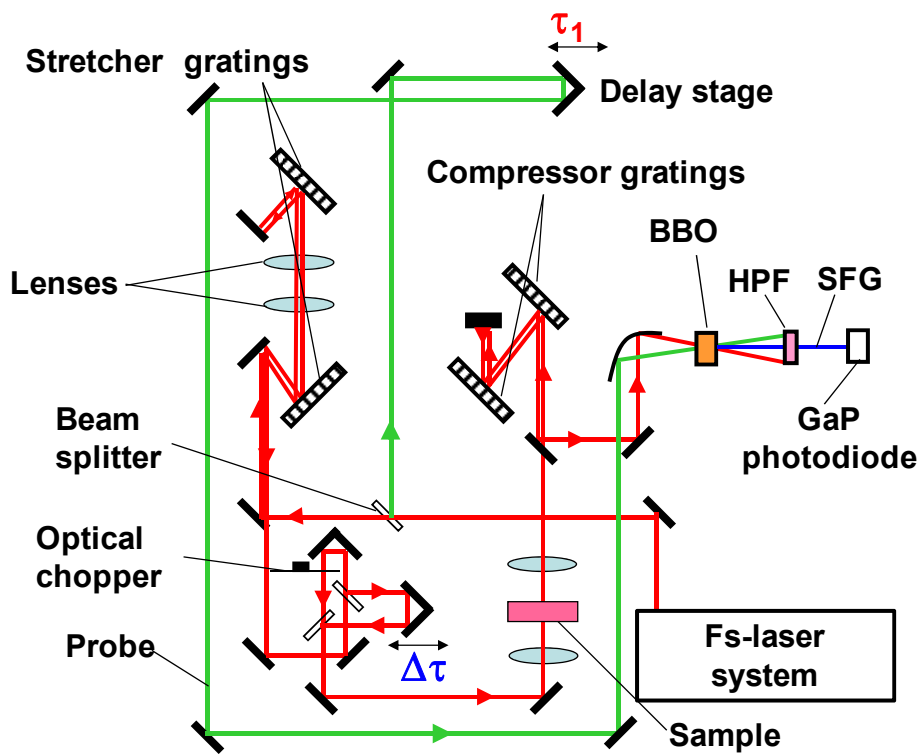 τ1
Stretcher gratings
Delay stage
Compressor gratings
BBO
HPF
SFG
Lenses
GaP
photodiode
Beam
splitter
Optical
chopper
Probe
Δτ
Fs-laser
system
Sample